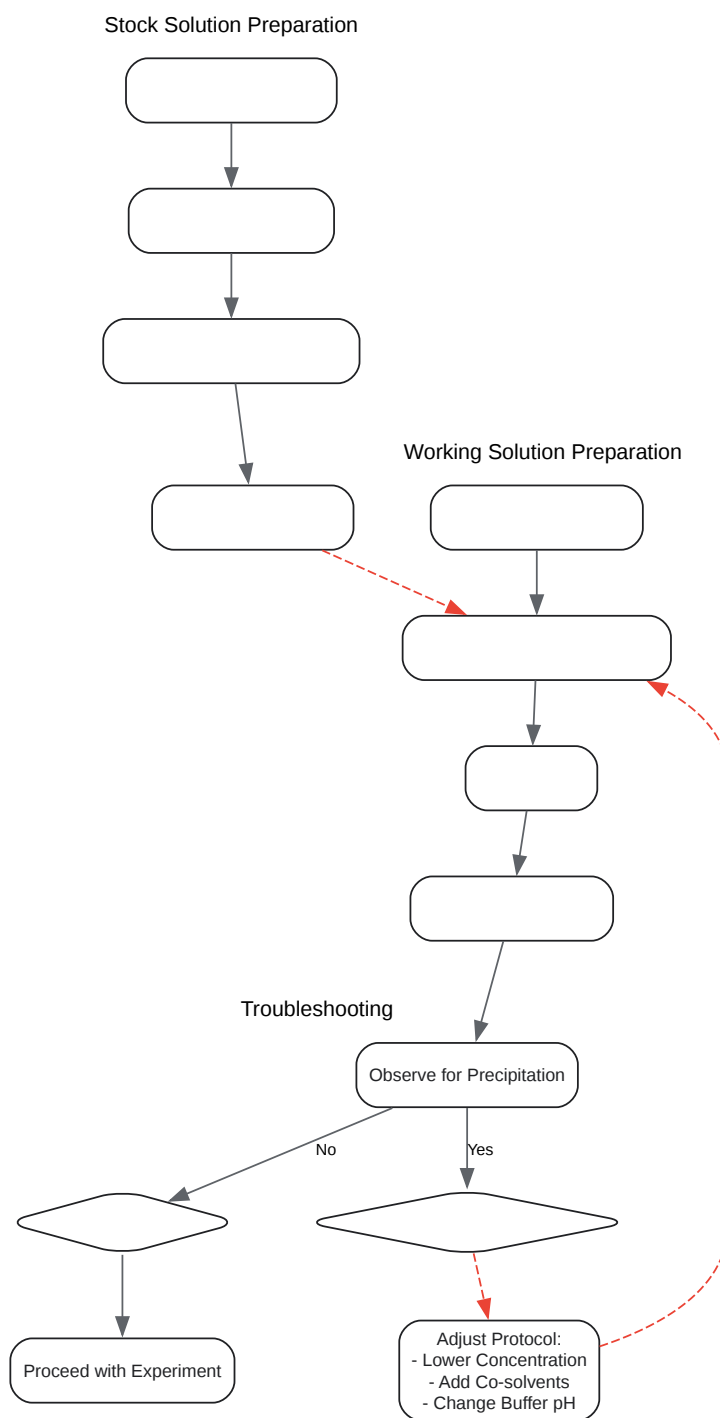 Stock Solution Preparation
Working Solution Preparation
Troubleshooting
Observe for Precipitation
No
Yes
Proceed with Experiment
Adjust Protocol:
- Lower Concentration
- Add Co-solvents
- Change Buffer pH